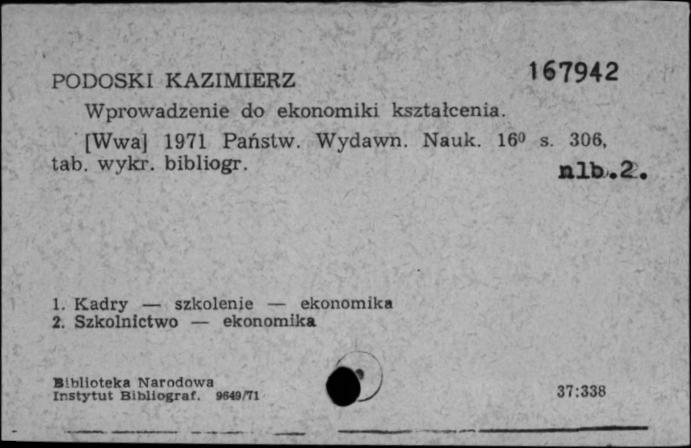 167942
PODOSKI KAZIMIERZ
Wprowadzenie do ekonomiki kształcenia.
[Wwa] 1971 Państw. Wydawn. Nauk. 16⁰ s. 306,
tab. wykr. bibliogr.
nlb.2.
1. Kadry — szkolenie — ekonomika
2. Szkolnictwo — ekonomika
Biblioteka Narodowa
Instytut Bibliograf. 9649/71
37:338